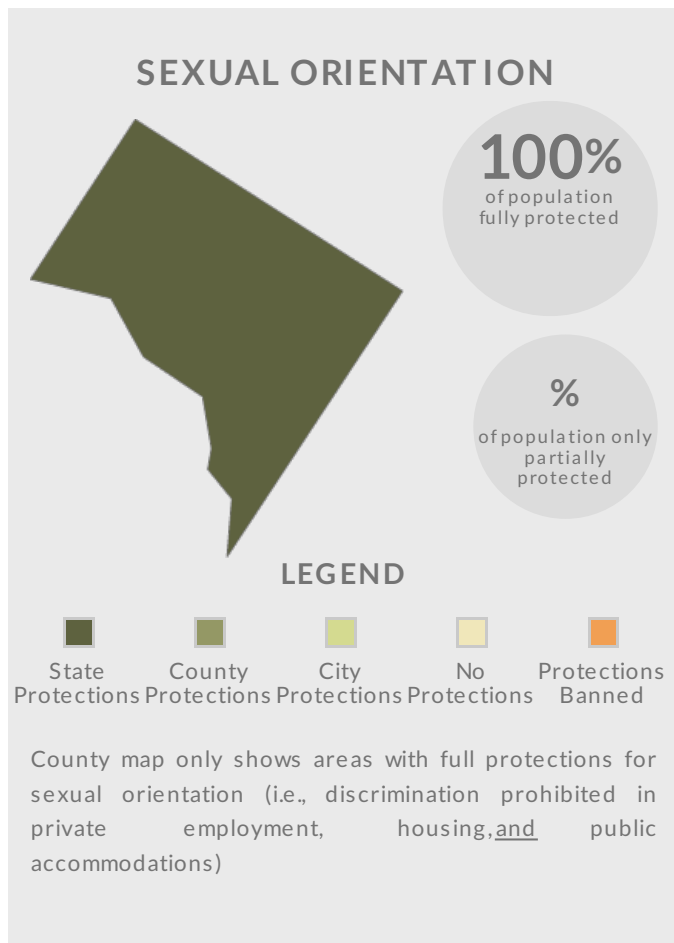 SEXUAL ORIENTATION
100%
of population
fully protected
%
of population only
partially
protected
LEGEND
State
Protections
County
Protections
City
Protections
No
Protections
Protections
Banned
County map only shows areas with full protections for
sexual orientation (i.e., discrimination prohibited in
private employment, housing, and public
accommodations)